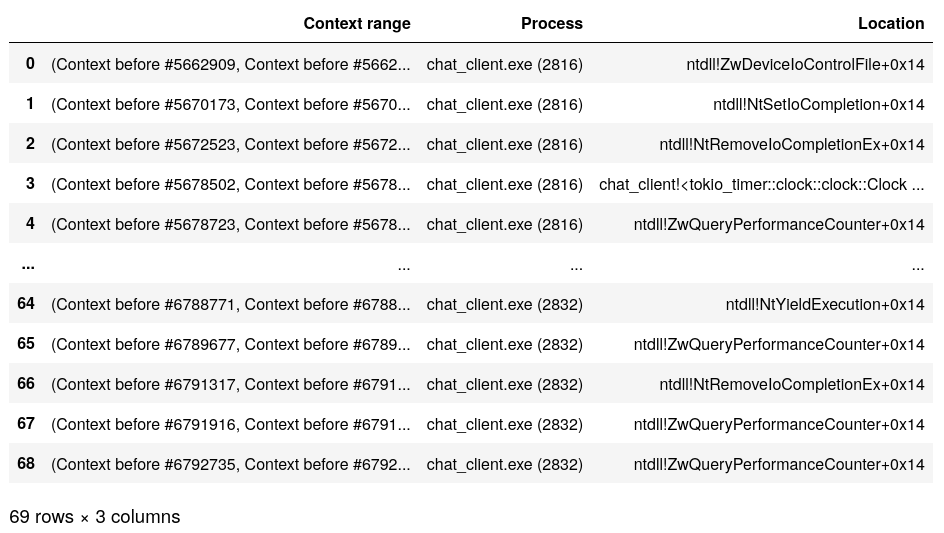 Context range Process Location
0 (Context before #5662909, Context before #5662... chat_client.exe (2816) ntdll!ZwDeviceIoControlFile+0x14
1 (Context before #5670173, Context before #5670... chat_client.exe (2816) ntdll!NtSetIoCompletion+0x14
2 (Context before #5672523, Context before #5672... chat_client.exe (2816) ntdll!NtRemoveIoCompletionEx+0x14
3 (Context before #5678502, Context before #5678... chat_client.exe (2816) chat_client!<tokio_timer::clock::clock::Clock ...
4 (Context before #5678723, Context before #5678... chat_client.exe (2816) ntdll!ZwQueryPerformanceCounter+0x14
... ... ... ...
64 (Context before #6788771, Context before #6788... chat_client.exe (2832) ntdll!NtYieldExecution+0x14
65 (Context before #6789677, Context before #6789... chat_client.exe (2832) ntdll!ZwQueryPerformanceCounter+0x14
66 (Context before #6791317, Context before #6791... chat_client.exe (2832) ntdll!NtRemoveIoCompletionEx+0x14
67 (Context before #6791916, Context before #6791... chat_client.exe (2832) ntdll!ZwQueryPerformanceCounter+0x14
68 (Context before #6792735, Context before #6792... chat_client.exe (2832) ntdll!ZwQueryPerformanceCounter+0x14
69 rows × 3 columns